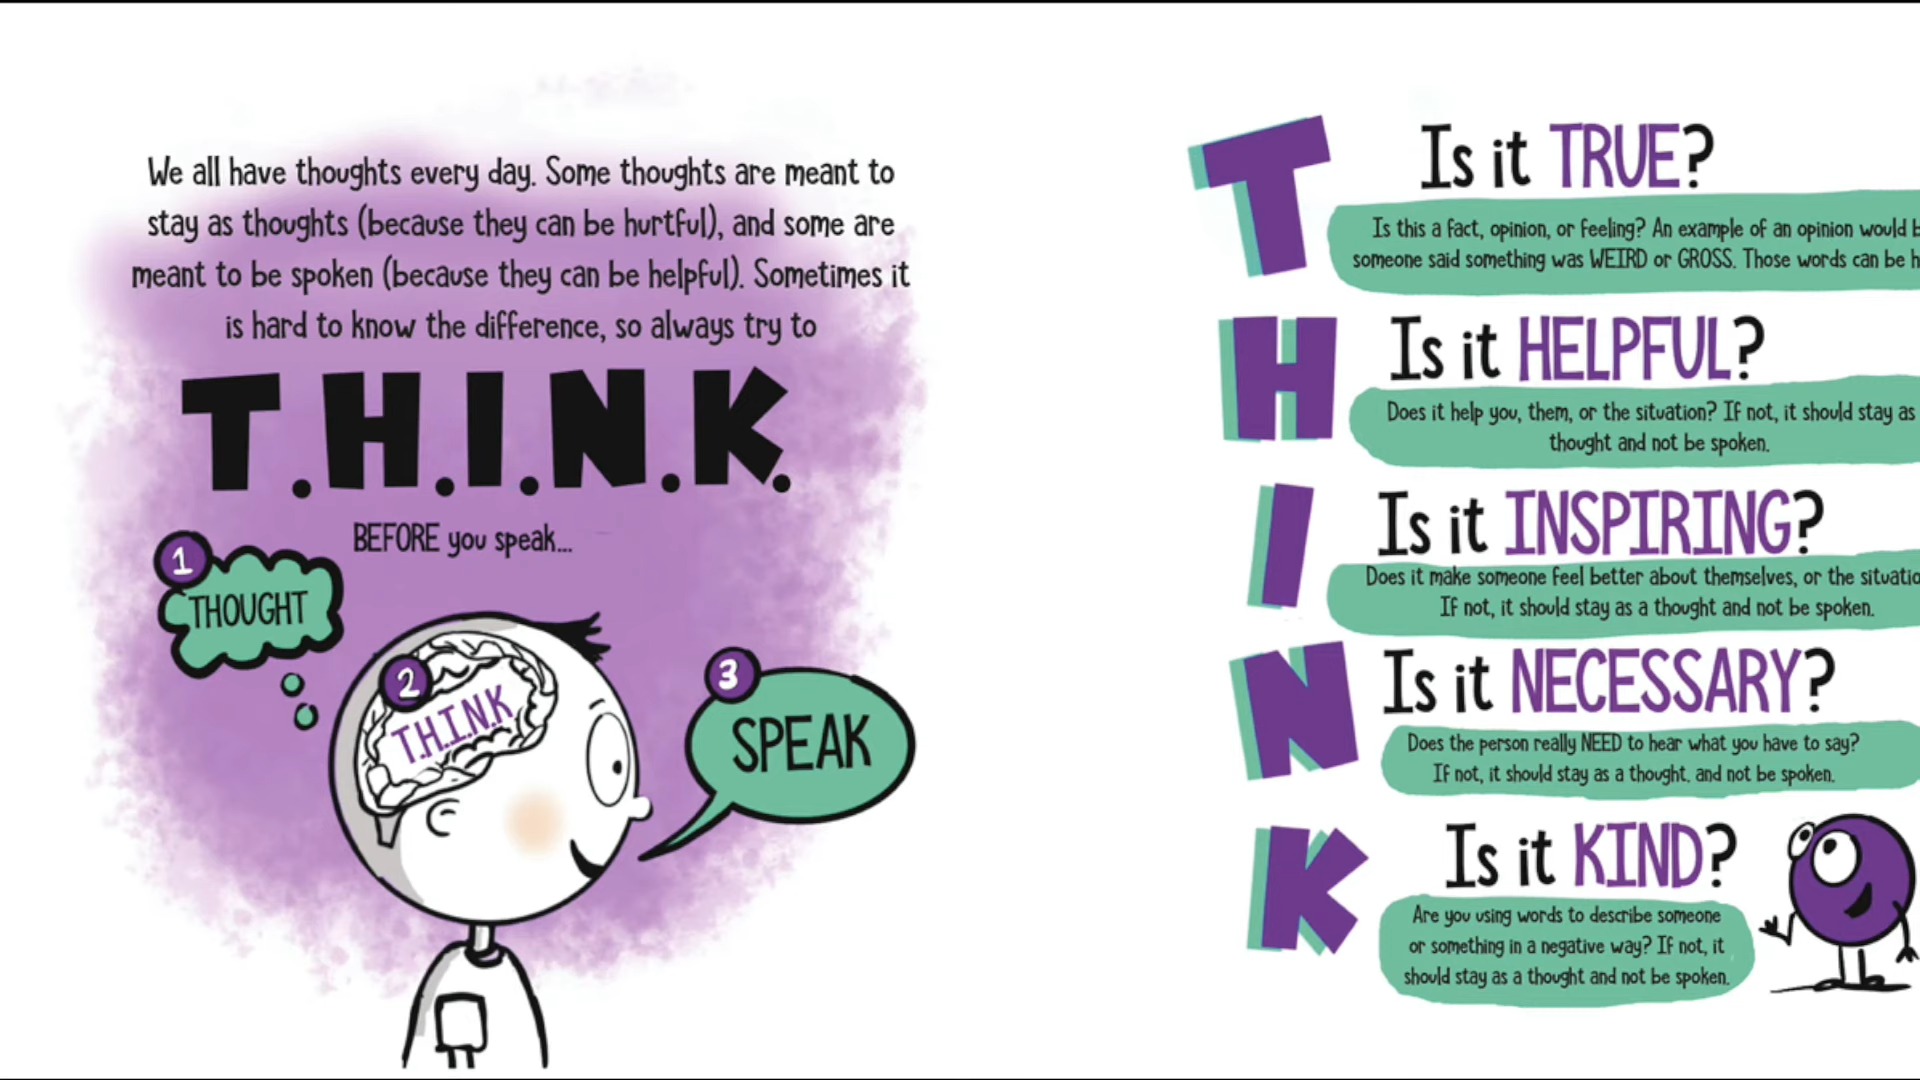 We all have thoughts every day. Some thoughts are meant to
stay as thoughts (because they can be hurtful), and some are
meant to be spoken (because they can be helpful). Sometimes it
is hard to know the difference, so always try to
T.H.I.N.K.
BEFORE you speak...
1
THOUGHT
2
T.H.I.N.K
3
SPEAK
T
Is it TRUE?
Is this a fact, opinion, or feeling? An example of an opinion would
someone said something was WEIRD or GROSS. Those words can be
H
Is it HELPFUL?
Does it help you, them, or the situation? If not, it should stay as
thought and not be spoken.
I
Is it INSPIRING?
Does it make someone feel better about themselves, or the
If not, it should stay as a thought and not be spoken.
N
Is it NECESSARY?
Does the person really NEED to hear what you have to say?
If not, it should stay as a thought. and not be spoken.
K
Is it KIND?
Are you using words to describe someone
or something in a negative way? If not, it
should stay as a thought and not be spoken.